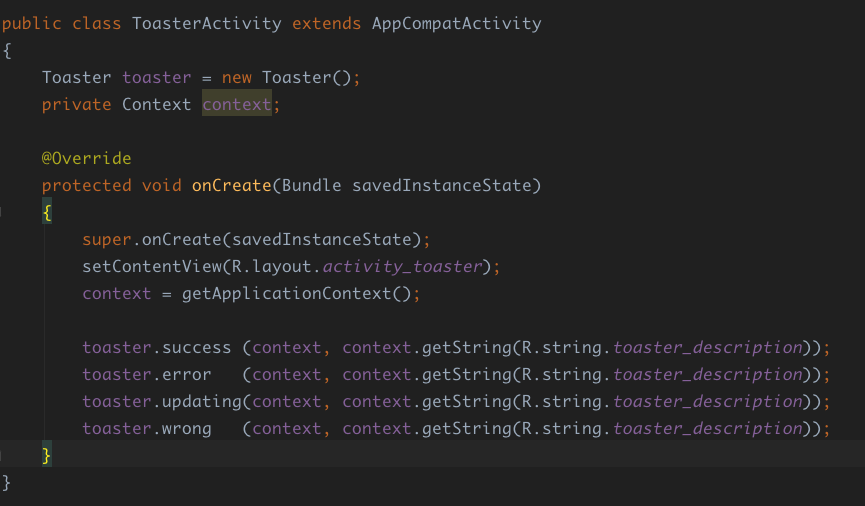 public class ToasterActivity extends AppCompatActivity
{
    Toaster toaster = new Toaster();
    private Context context;

    @Override
    protected void onCreate(Bundle savedInstanceState)
    {
        super.onCreate(savedInstanceState);
        setContentView(R.layout.activity_toaster);
        context = getApplicationContext();

        toaster.success (context, context.getString(R.string.toaster_description));
        toaster.error   (context, context.getString(R.string.toaster_description));
        toaster.updating(context, context.getString(R.string.toaster_description));
        toaster.wrong   (context, context.getString(R.string.toaster_description));
    }
}